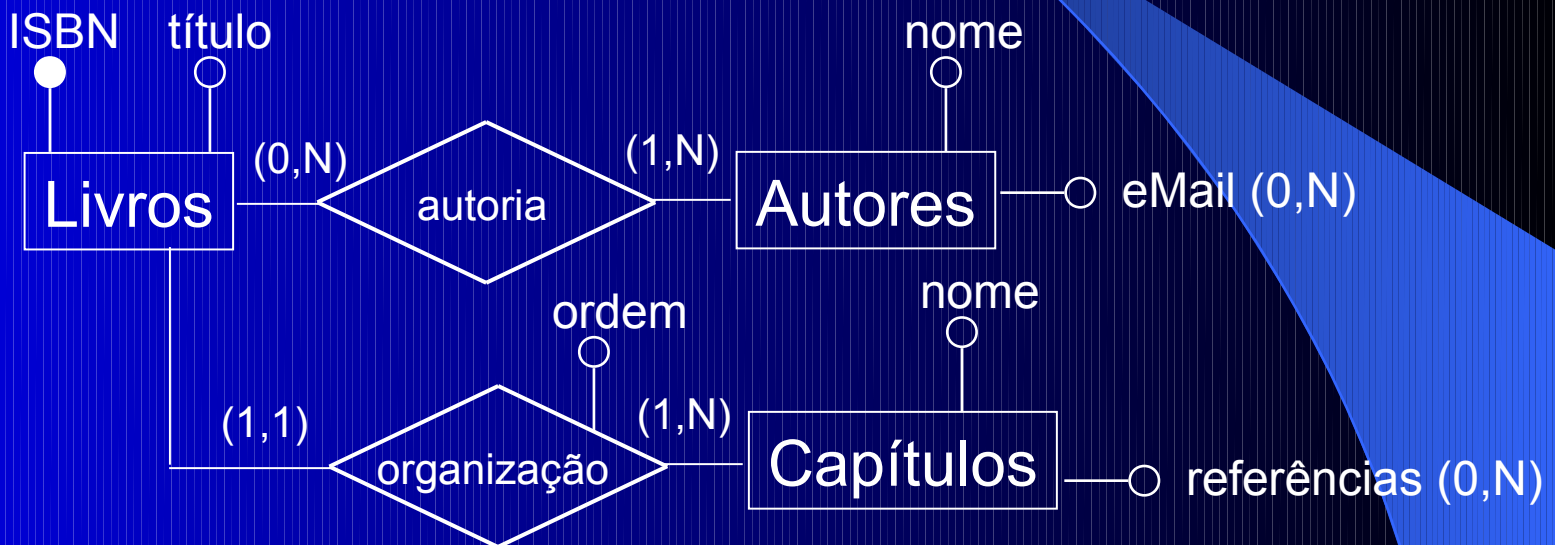 ISBN título nome
(0,N) (1,N)
Livros autoria Autores eMail (0,N)
ordem nome
(1,1) (1,N)
organização Capítulos referências (0,N)